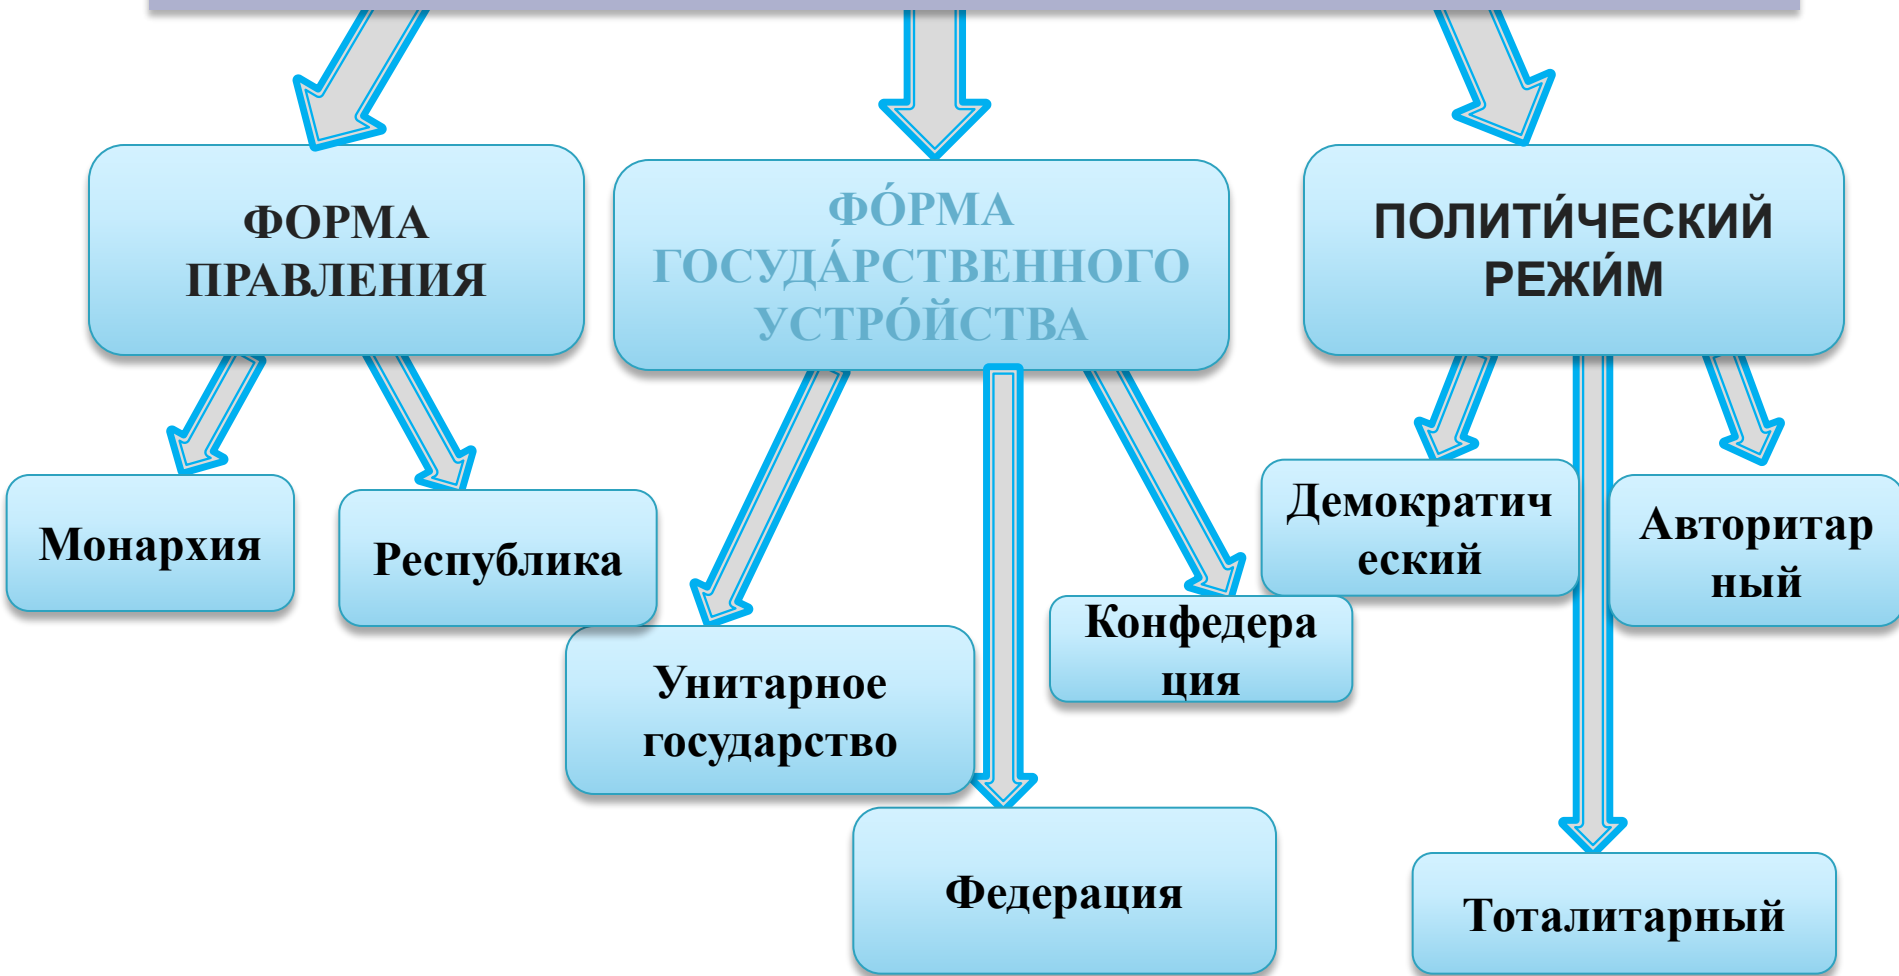 ФОРМА
ПРАВЛЕНИЯ
ФО́РМА
ГОСУДА́РСТВЕННОГО
УСТРО́ЙСТВА
ПОЛИТИ́ЧЕСКИЙ
РЕЖИ́М
Монархия
Республика
Унитарное
государство
Федерация
Конфедера
ция
Демократич
еский
Авторитар
ный
Тоталитарный